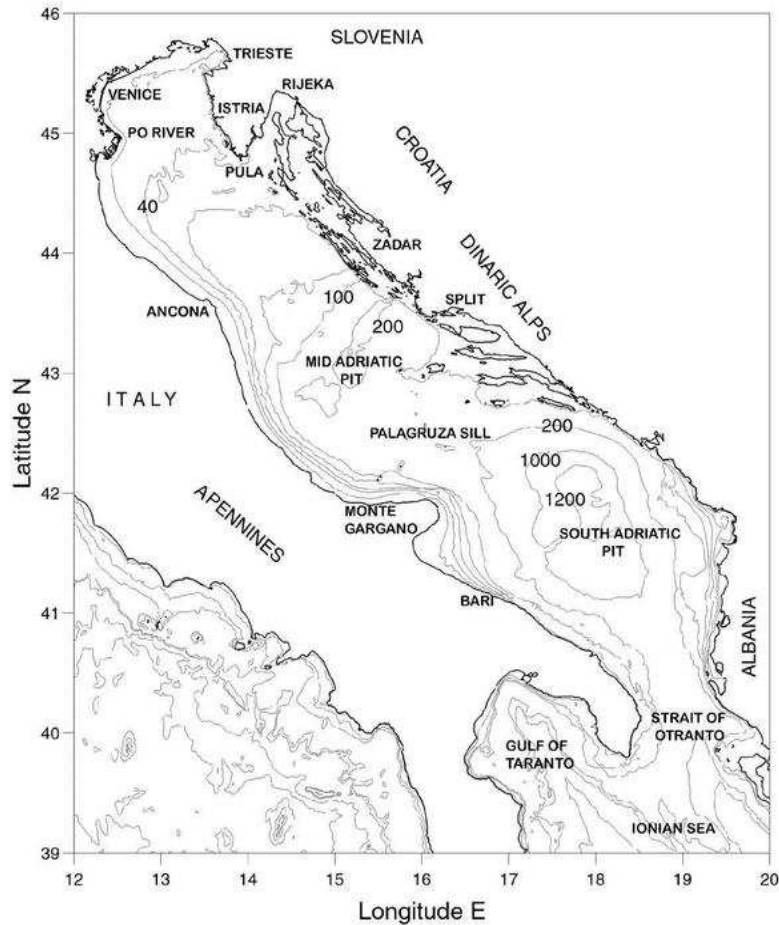 46
SLOVENIA
TRIESTE
RIJEKA
VENICE
ISTRIA
45
PO RIVER
CROATIA
PULA
40
44
ZADAR
DINARIC ALPS
100
SPLIT
ANCONA
200
43
MID ADRIATIC
PIT
ITALY
Latitude N
PALAGRUZA SILL
200
1000
42
1200
APENNINES
MONTE
GARGANO
SOUTH ADRIATIC
PIT
41
BARI
ALBANIA
40
STRAIT OF
OTRANTO
GULF OF
TARANTO
IONIAN SEA
39
12 13 14 15 16 17 18 19 20
Longitude E